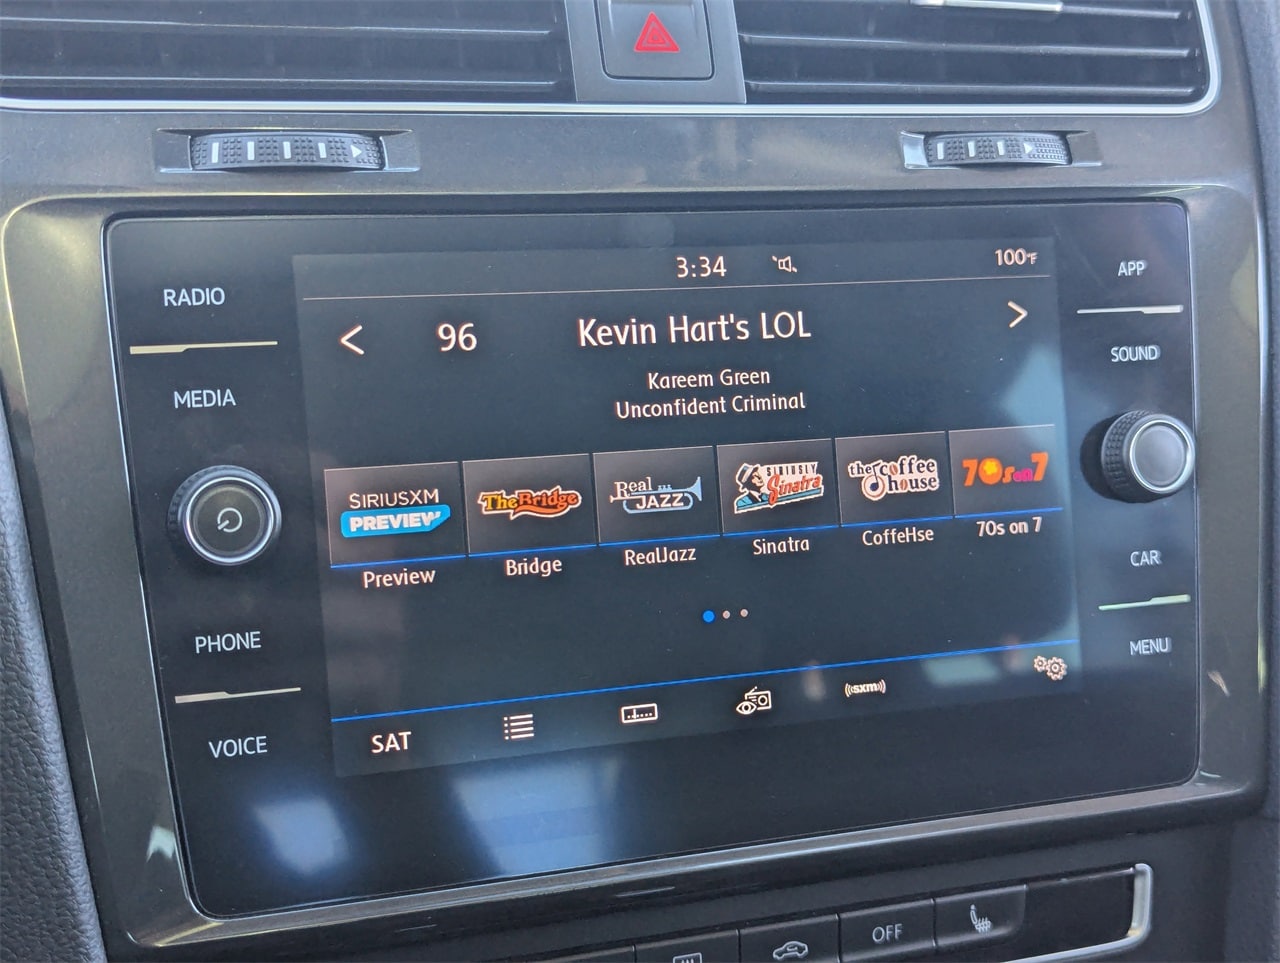 RADIO
MEDIA
PHONE
VOICE
3:34
100°F
96
Kevin Hart's LOL
Kareem Green
Unconfident Criminal
SIRIUSXM
PREVIEW
The Bridge
Real
JAZZ
SIRIUSLY
Sinatra
the coffee
house
70s on 7
Preview
Bridge
RealJazz
Sinatra
CoffeHse
70s on 7
SAT
((sxm))
APP
SOUND
CAR
MENU
OFF